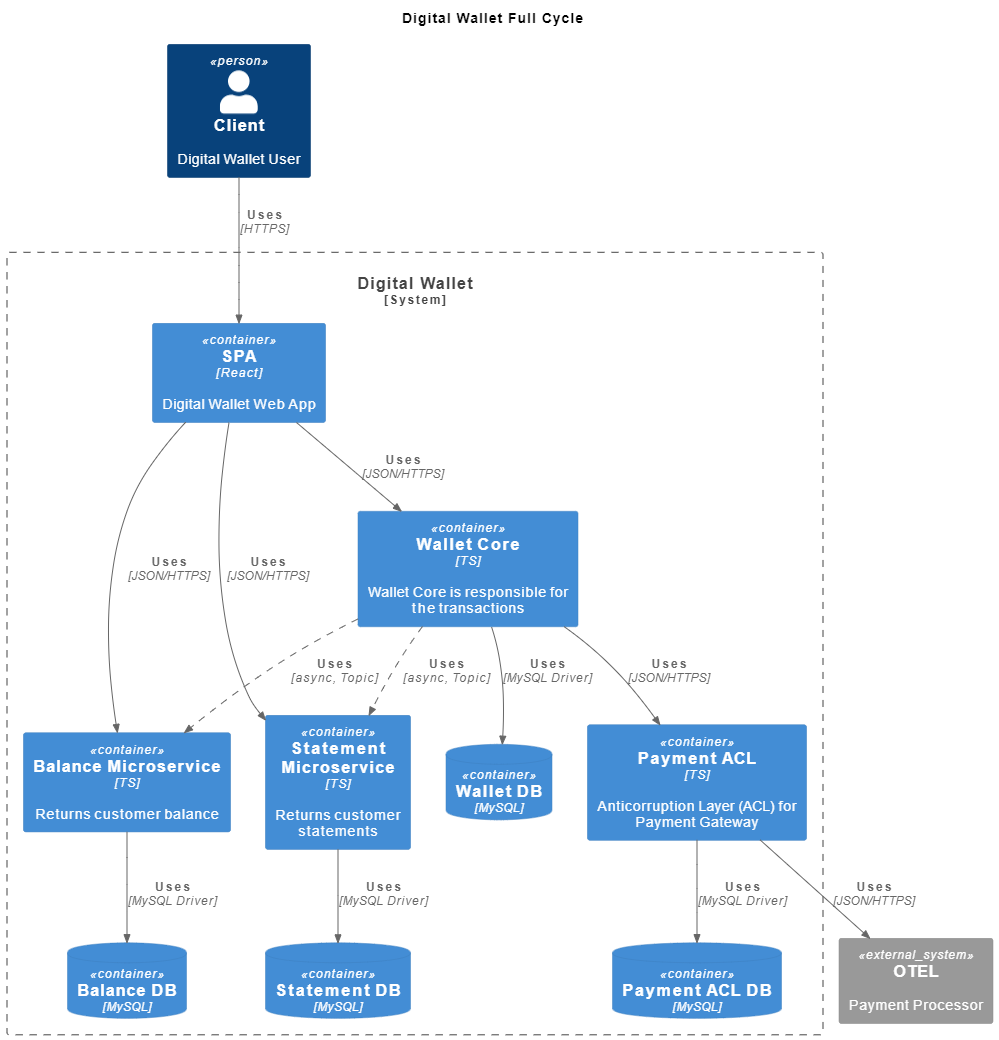 Digital Wallet Full Cycle
«person»
Client
Digital Wallet User
Uses
[HTTPS]
Digital Wallet
[System]
«container»
SPA
[React]
Digital Wallet Web App
Uses
[JSON/HTTPS]
«container»
Wallet Core
[TS]
Wallet Core is responsible for
the transactions
Uses
[JSON/HTTPS]
Uses
[JSON/HTTPS]
Uses
[async, Topic]
Uses
[async, Topic]
Uses
[MySQL Driver]
Uses
[JSON/HTTPS]
«container»
Balance Microservice
[TS]
Returns customer balance
«container»
Statement
Microservice
[TS]
Returns customer
statements
«container»
Wallet DB
[MySQL]
«container»
Payment ACL
[TS]
Anticorruption Layer (ACL) for
Payment Gateway
Uses
[MySQL Driver]
Uses
[MySQL Driver]
Uses
[MySQL Driver]
Uses
[JSON/HTTPS]
«container»
Balance DB
[MySQL]
«container»
Statement DB
[MySQL]
«container»
Payment ACL DB
[MySQL]
«external_system»
OTEL
Payment Processor